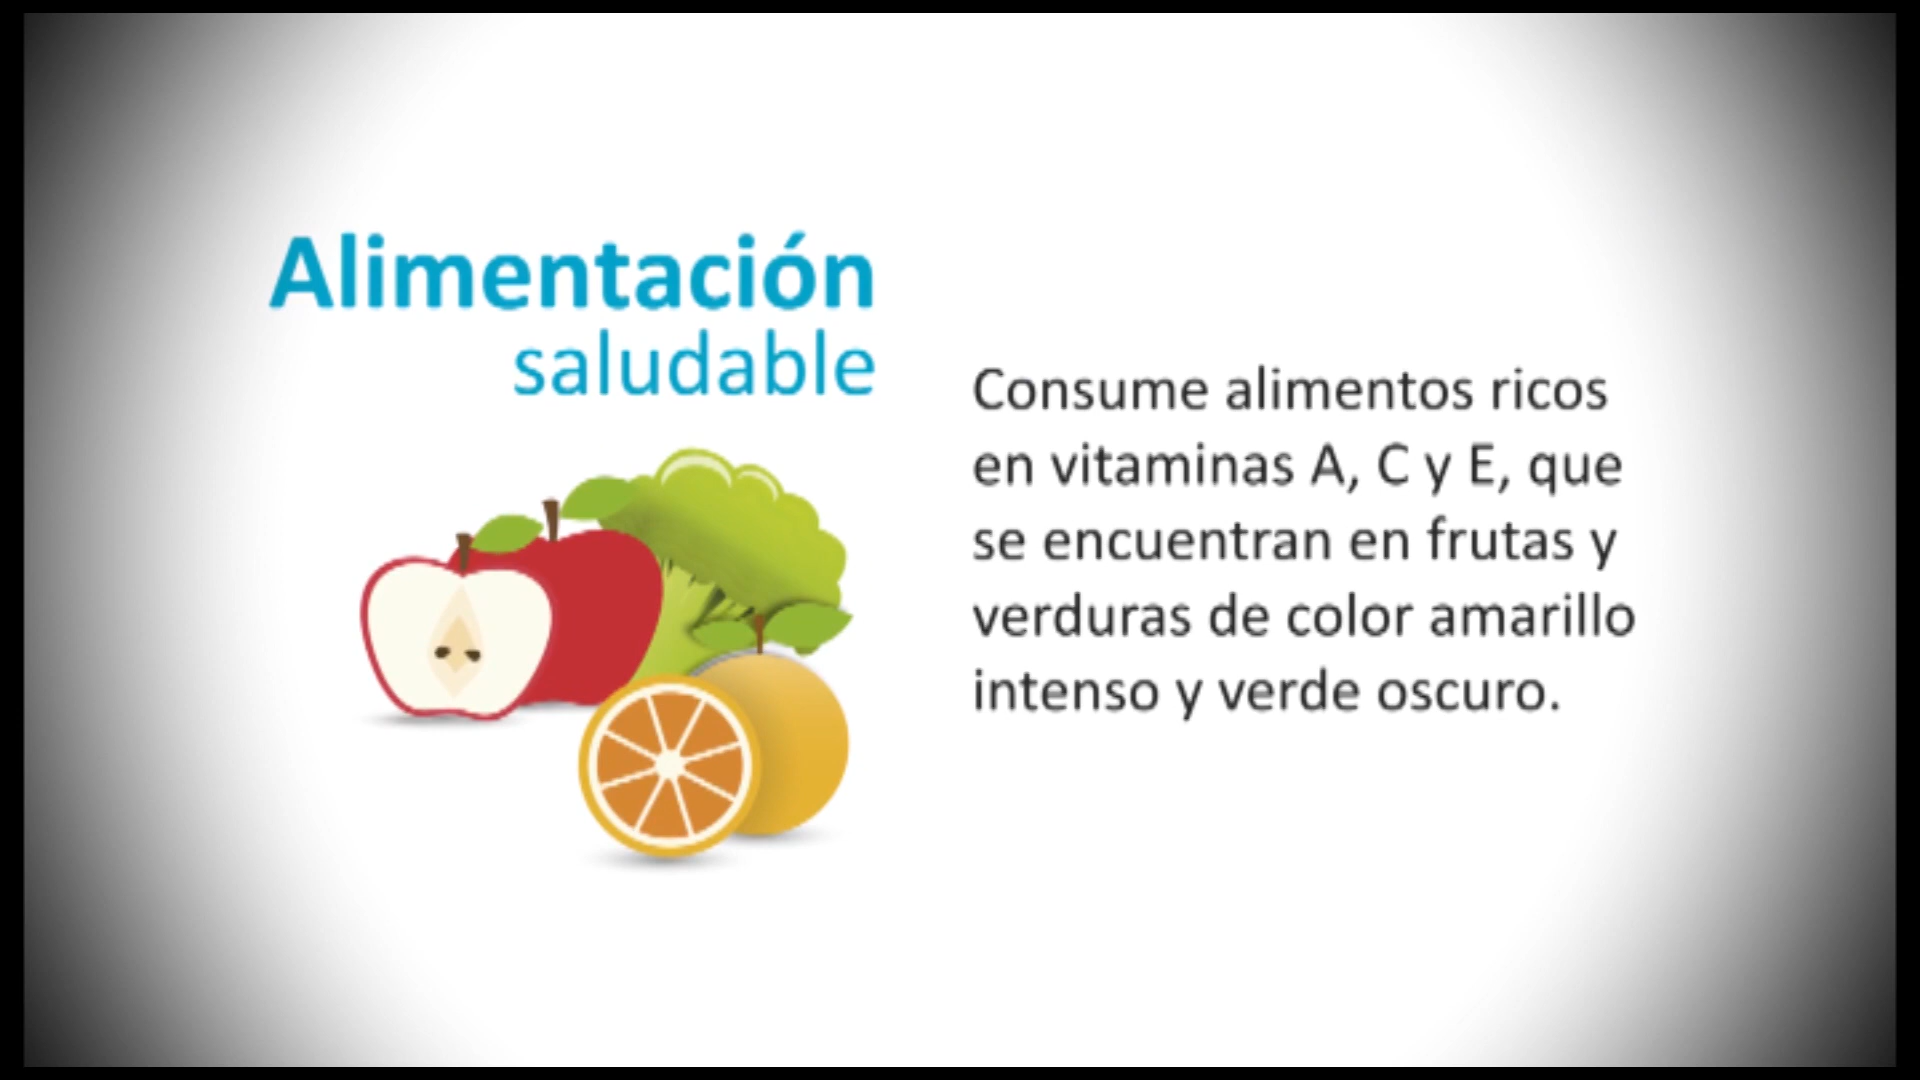 Alimentación
saludable
Consume alimentos ricos
en vitaminas A, C y E, que
se encuentran en frutas y
verduras de color amarillo
intenso y verde oscuro.